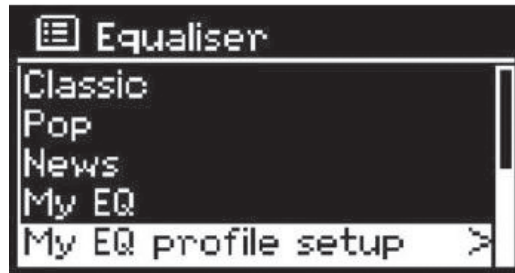 Equaliser
Classic
Pop
News
My EQ
My EQ profile setup >